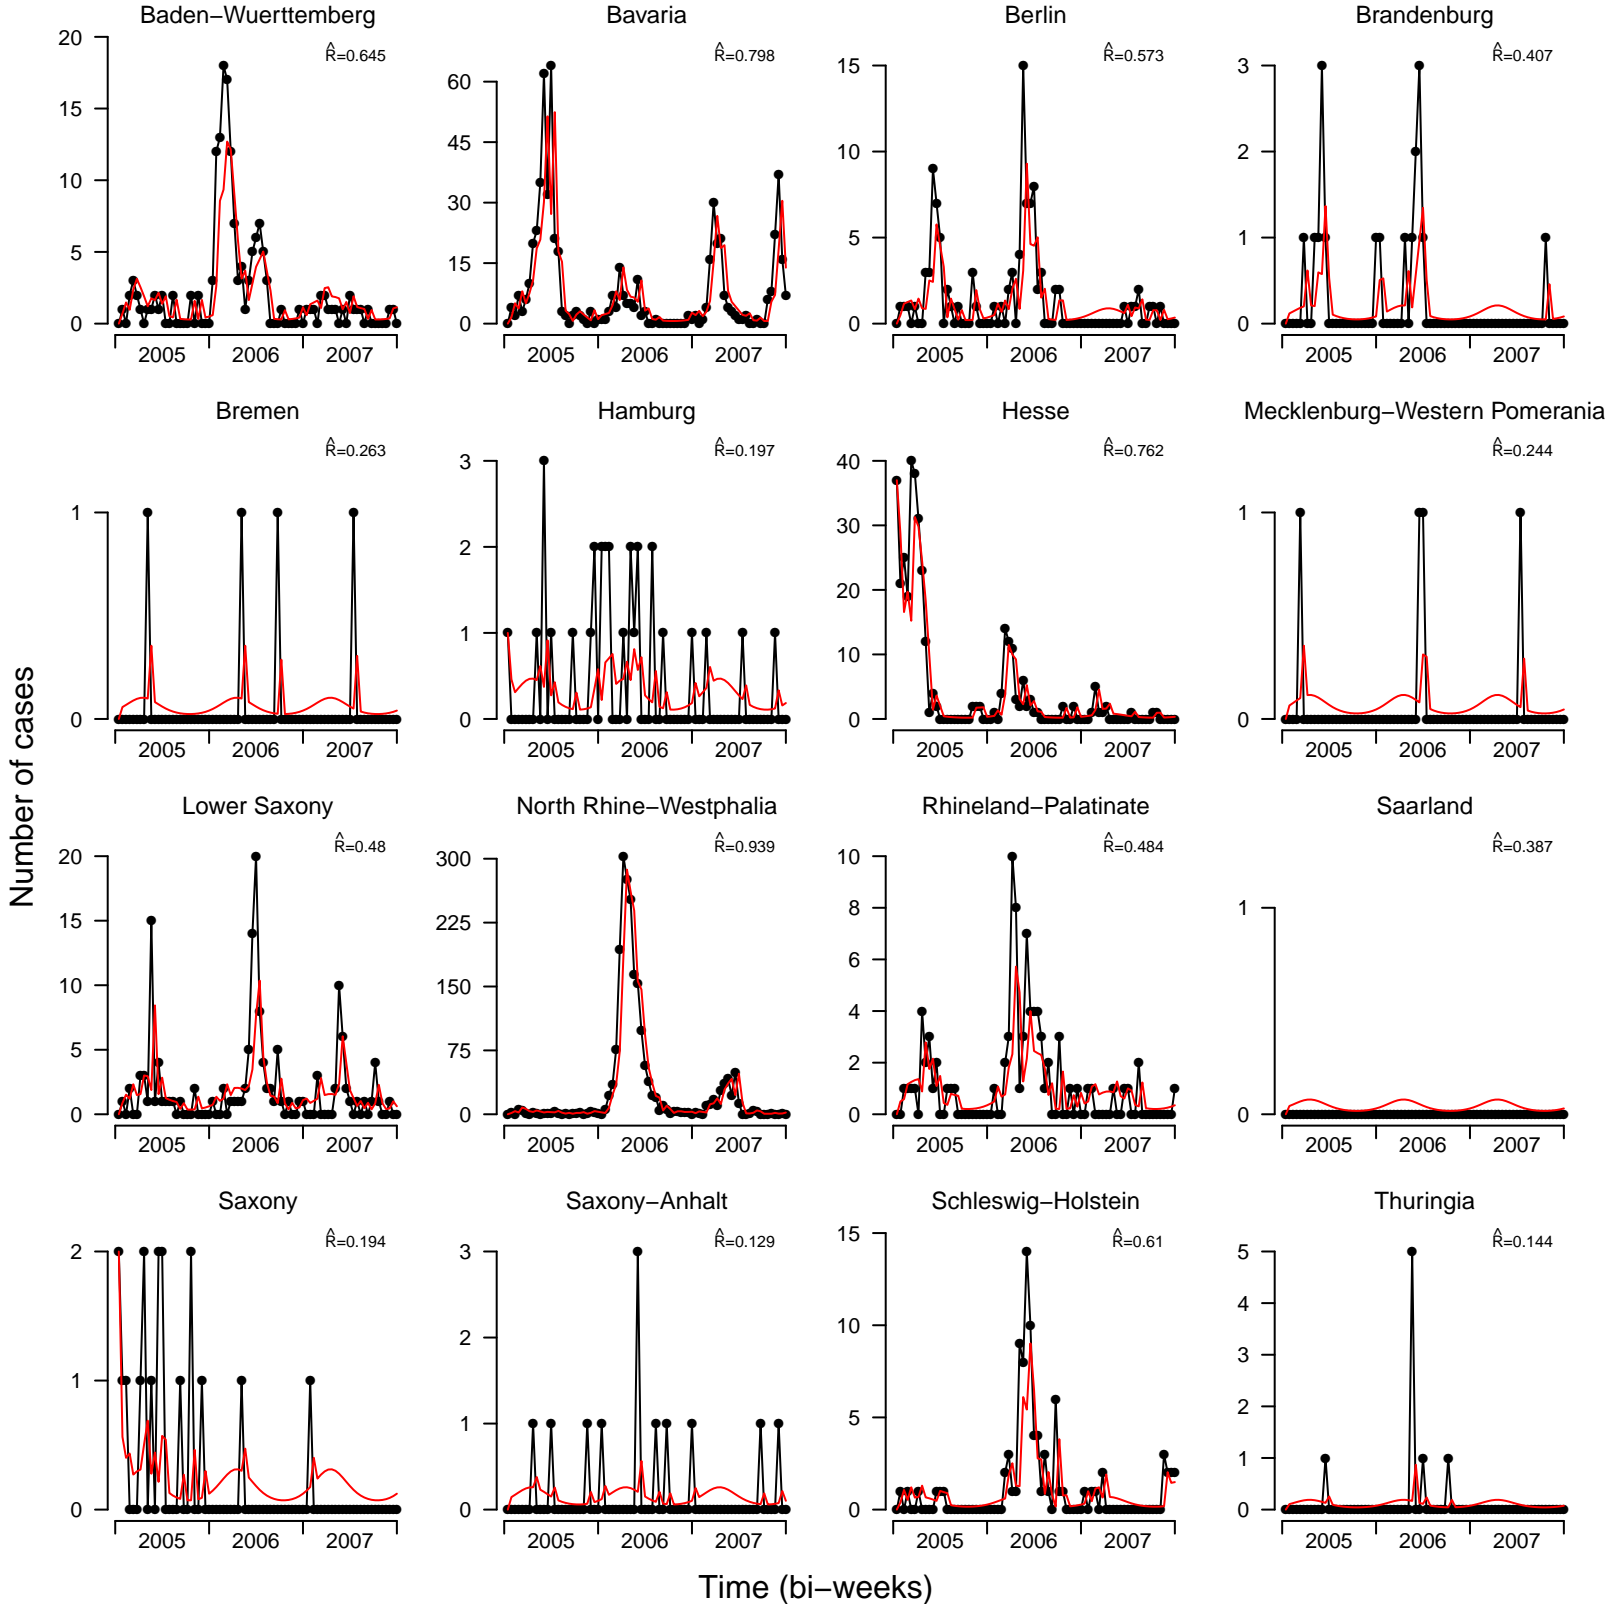 Baden−Wuerttemberg
R̂=0.645
20
15
10
5
0
2005 2006 2007
Bavaria
R̂=0.798
60
45
30
15
0
2005 2006 2007
Berlin
R̂=0.573
15
10
5
0
2005 2006 2007
Brandenburg
R̂=0.407
3
2
1
0
2005 2006 2007
Bremen
R̂=0.263
1
0
2005 2006 2007
Hamburg
R̂=0.197
3
2
1
0
2005 2006 2007
Hesse
R̂=0.762
40
30
20
10
0
2005 2006 2007
Mecklenburg−Western Pomerania
R̂=0.244
1
0
2005 2006 2007
Number of cases
Lower Saxony
R̂=0.48
20
15
10
5
0
2005 2006 2007
North Rhine−Westphalia
R̂=0.939
300
225
150
75
0
2005 2006 2007
Rhineland−Palatinate
R̂=0.484
10
8
6
4
2
0
2005 2006 2007
Saarland
R̂=0.387
1
0
2005 2006 2007
Saxony
R̂=0.194
2
1
0
2005 2006 2007
Saxony−Anhalt
R̂=0.129
3
2
1
0
2005 2006 2007
Schleswig−Holstein
R̂=0.61
15
10
5
0
2005 2006 2007
Thuringia
R̂=0.144
5
4
3
2
1
0
2005 2006 2007
Time (bi−weeks)